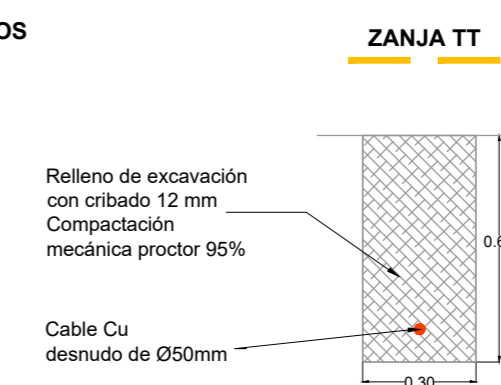 OS
ZANJA TT
Relleno de excavación
con cribado 12 mm
Compactación
mecánica proctor 95%
Cable Cu
desnudo de Ø50mm
0.30